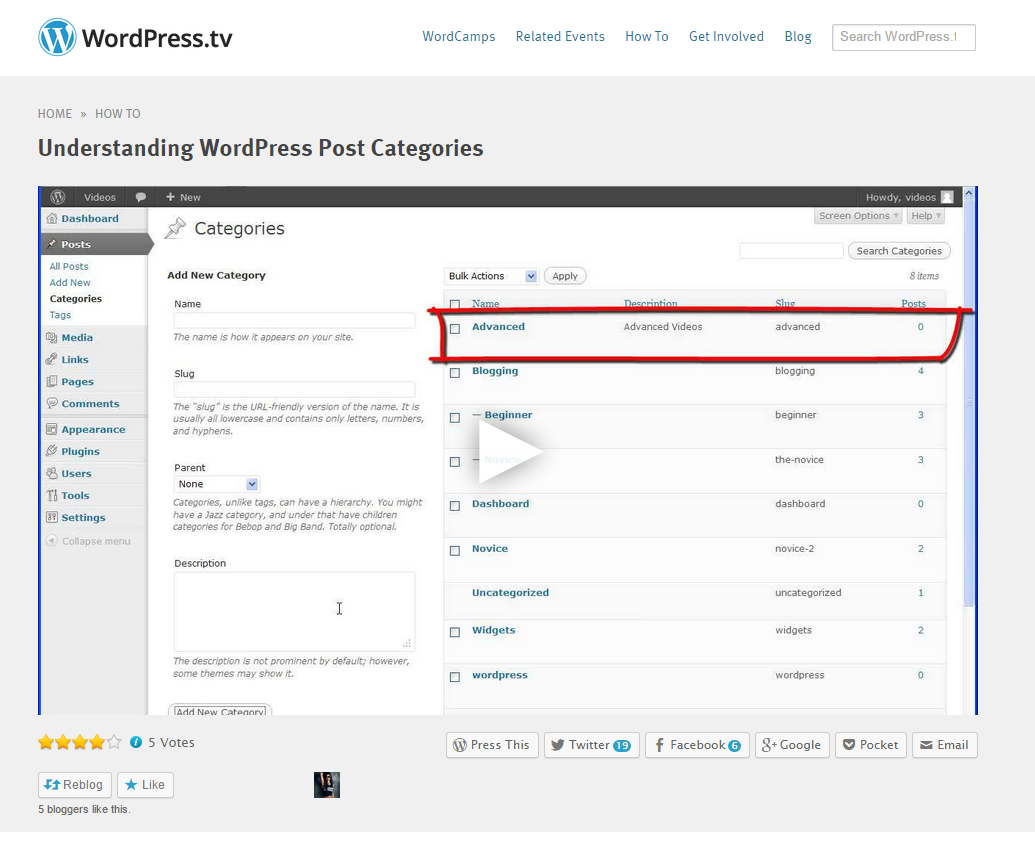 WordPress.tv
WordCamps Related Events How To Get Involved Blog Search WordPress.t
HOME » HOW TO
Understanding WordPress Post Categories
Videos + New Howdy, videos
Dashboard
Posts
All Posts
Add New
Categories
Tags
Media
Links
Pages
Comments
Appearance
Plugins
Users
Tools
Settings
Collapse menu
Screen Options Help
Categories
Search Categories
Add New Category
Name
The name is how it appears on your site.
Slug
The “slug” is the URL-friendly version of the name. It is
usually all lowercase and contains only letters, numbers,
and hyphens.
Parent
None
Categories, unlike tags, can have a hierarchy. You might
have a Jazz category, and under that have children
categories for Bebop and Big Band. Totally optional.
Description
The description is not prominent by default; however,
some themes may show it.
Add New Category
Bulk Actions Apply 8 items
Name Description Slug Posts
Advanced Advanced Videos advanced 0
Blogging blogging 4
— Beginner beginner 3
— Novice the-novice 3
Dashboard dashboard 0
Novice novice-2 2
Uncategorized uncategorized 1
Widgets widgets 2
wordpress wordpress 0
5 Votes
Press This Twitter 19 Facebook 6 Google Pocket Email
Reblog Like
5 bloggers like this.